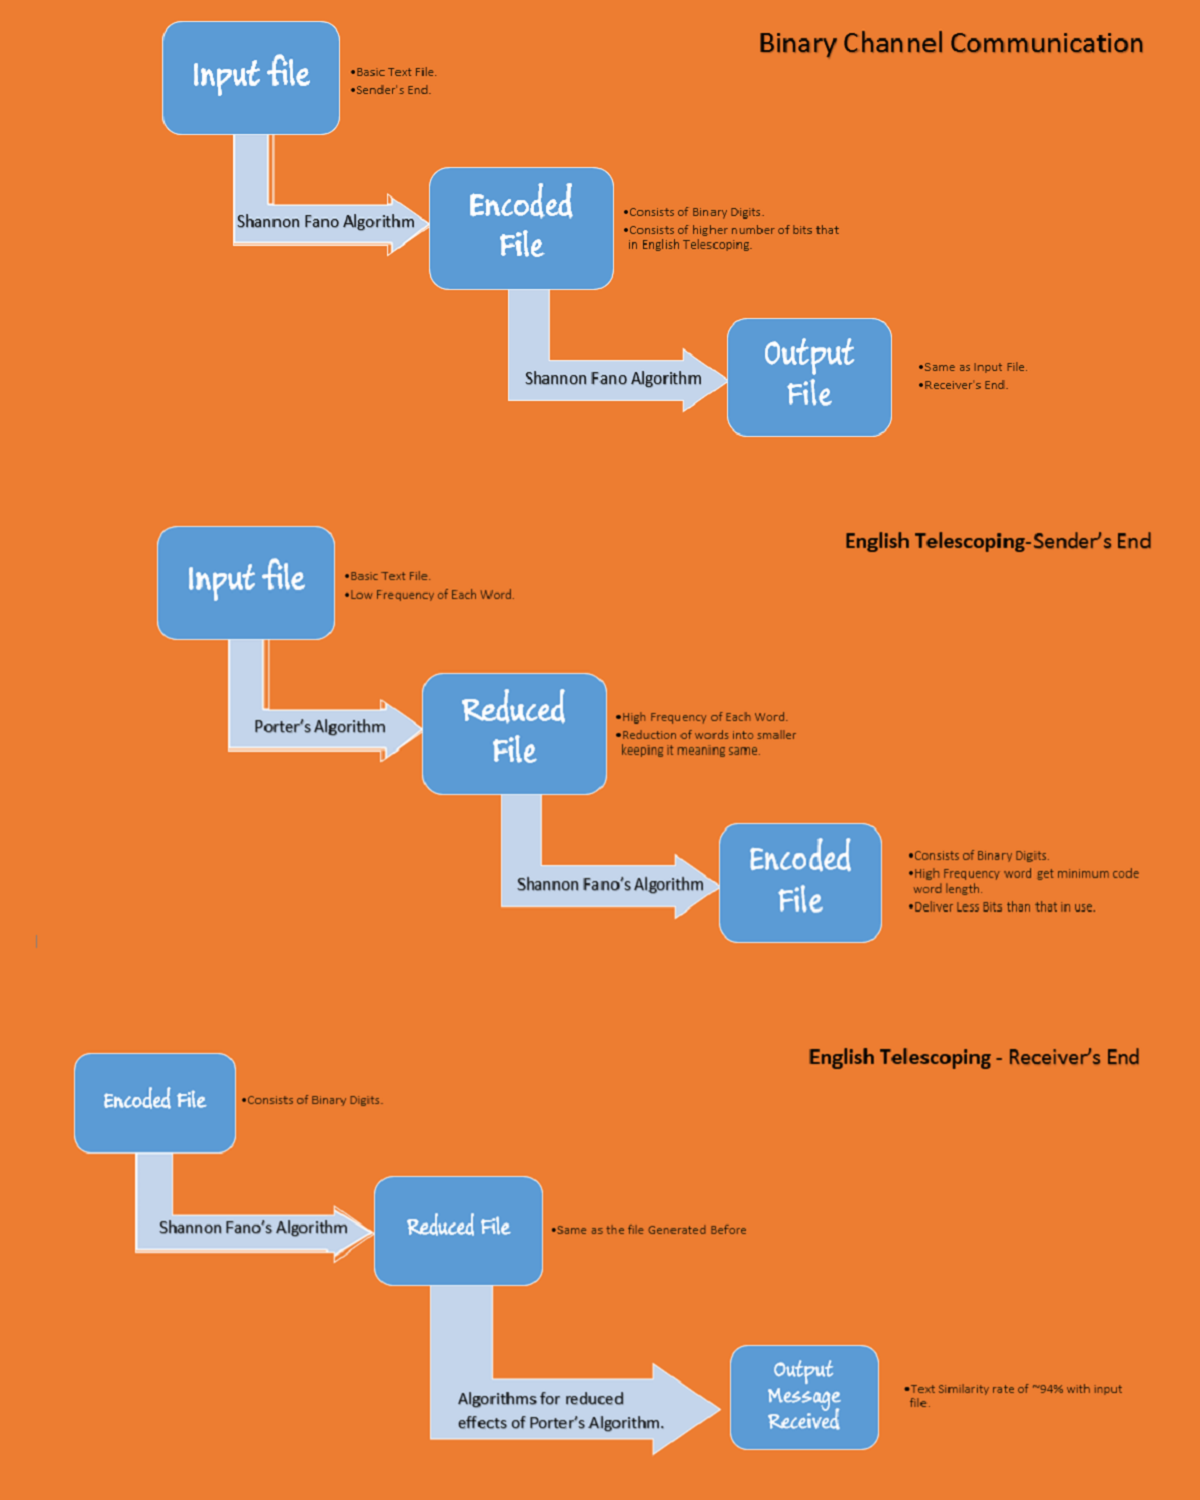 Binary Channel Communication
Input file
•Basic Text File.
•Sender's End.
Shannon Fano Algorithm
Encoded
File
•Consists of Binary Digits.
•Consists of higher number of bits that
in English Telescoping.
Shannon Fano Algorithm
Output
File
•Same as Input File.
•Receiver's End.
English Telescoping-Sender's End
Input file
•Basic Text File.
•Low Frequency of Each Word.
Porter's Algorithm
Reduced
File
•High Frequency of Each Word.
•Reduction of words into smaller
keeping it meaning same.
Shannon Fano's Algorithm
Encoded
File
•Consists of Binary Digits.
•High Frequency word get minimum code
word length.
•Deliver Less Bits than that in use.
English Telescoping - Receiver's End
Encoded File
•Consists of Binary Digits.
Shannon Fano's Algorithm
Reduced File
•Same as the file Generated Before
Algorithms for reduced
effects of Porter's Algorithm.
Output
Message
Received
•Text Similarity rate of ~94% with input
file.